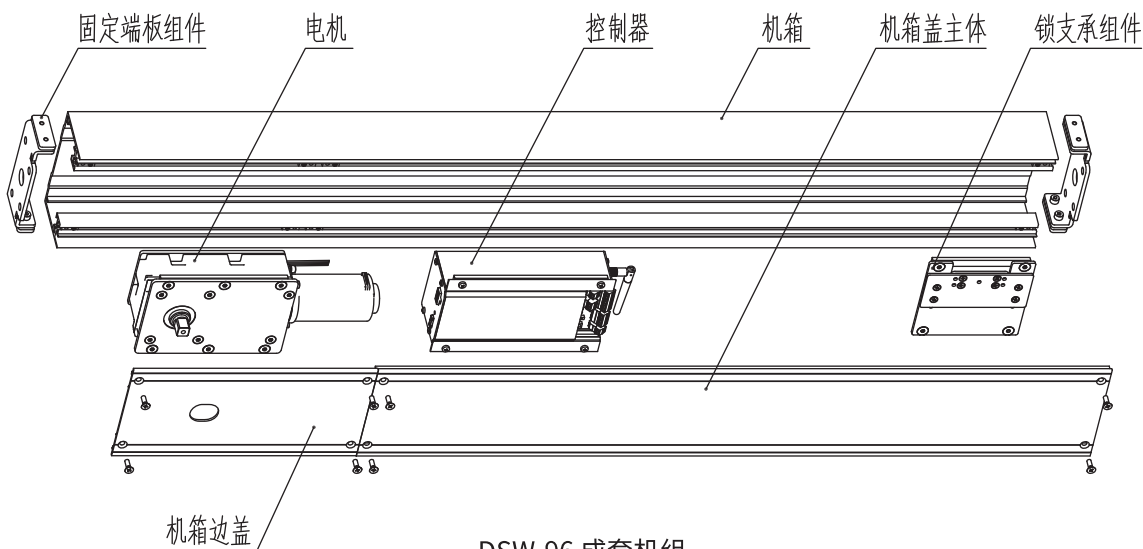 固定端板组件
电机
控制器
机箱
机箱盖主体
锁支承组件
机箱边盖
DSW-96 成套机组